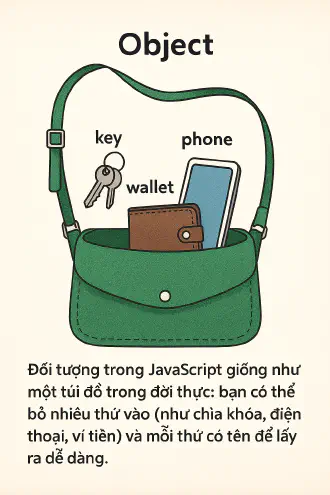 Object
key
phone
wallet
Đối tượng trong JavaScript giống như
một túi đồ trong đời thực: bạn có thể
bỏ nhiêu thứ vào (như chìa khóa, điện
thoại, ví tiền) và mỗi thứ có tên để lấy
ra dễ dàng.